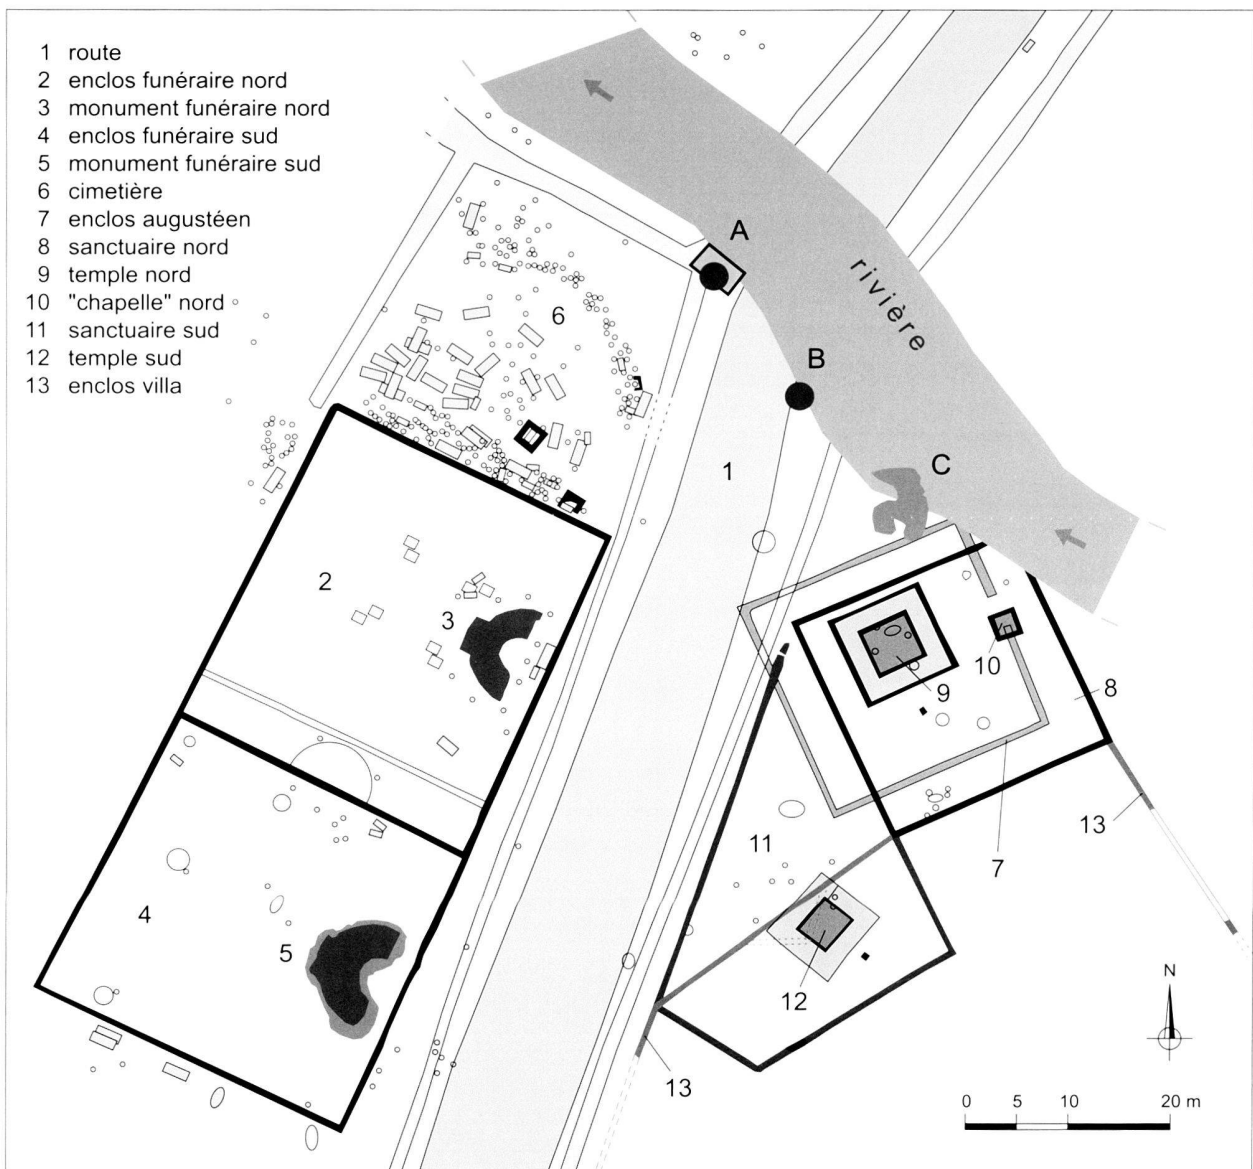 1 route
2 enclos funéraire nord
3 monument funéraire nord
4 enclos funéraire sud
5 monument funéraire sud
6 cimetière
7 enclos augustéen
8 sanctuaire nord
9 temple nord
10 "chapelle" nord
11 sanctuaire sud
12 temple sud
13 enclos villa
A
rivière
6
B
1
C
2
3
10
9
8
13
11
7
4
5
12
N
13
0 5 10 20 m